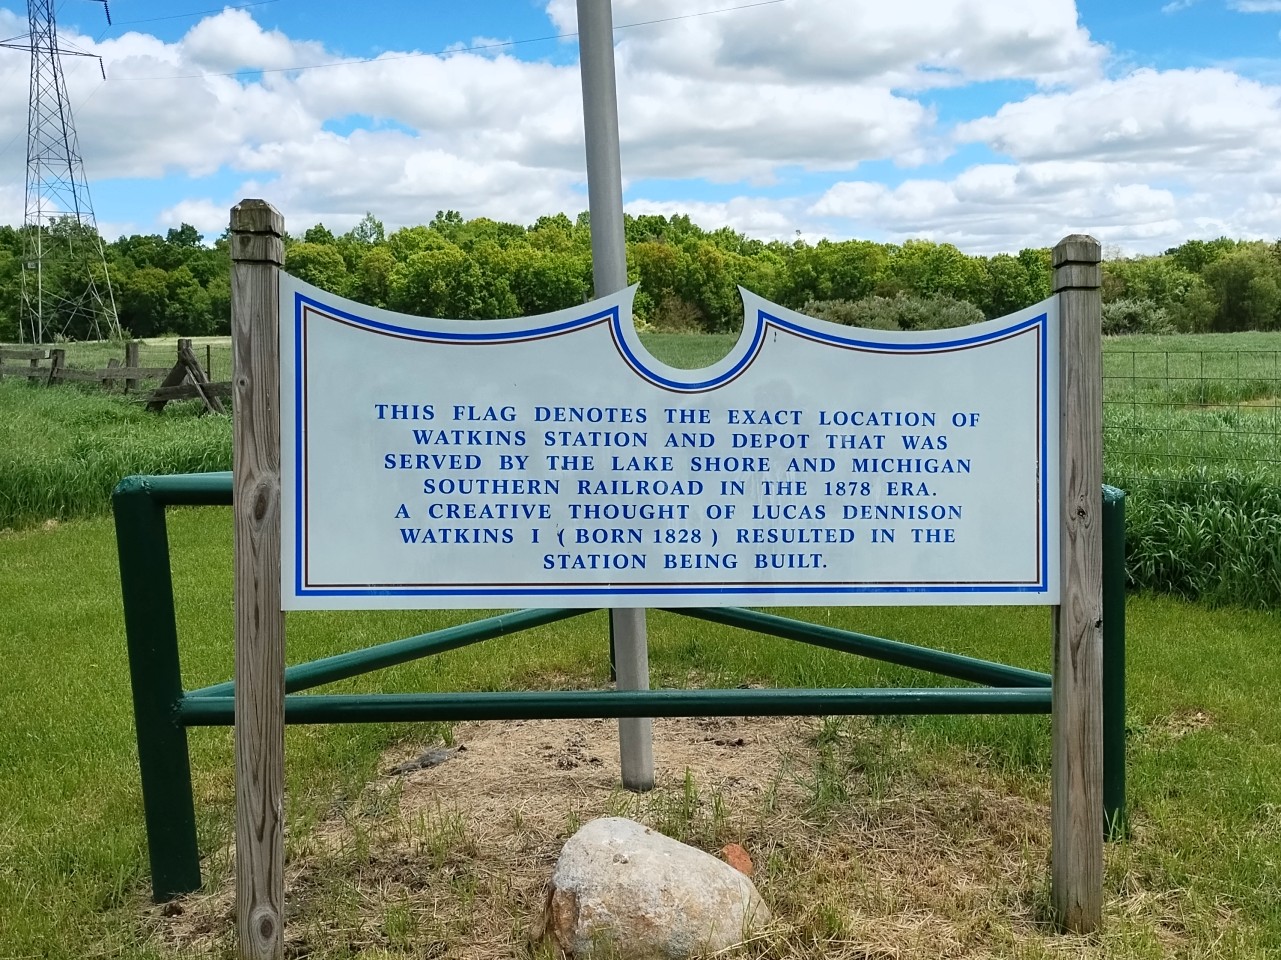 THIS FLAG DENOTES THE EXACT LOCATION OF
WATKINS STATION AND DEPOT THAT WAS
SERVED BY THE LAKE SHORE AND MICHIGAN
SOUTHERN RAILROAD IN THE 1878 ERA.
A CREATIVE THOUGHT OF LUCAS DENNISON
WATKINS I (BORN 1828) RESULTED IN THE
STATION BEING BUILT.